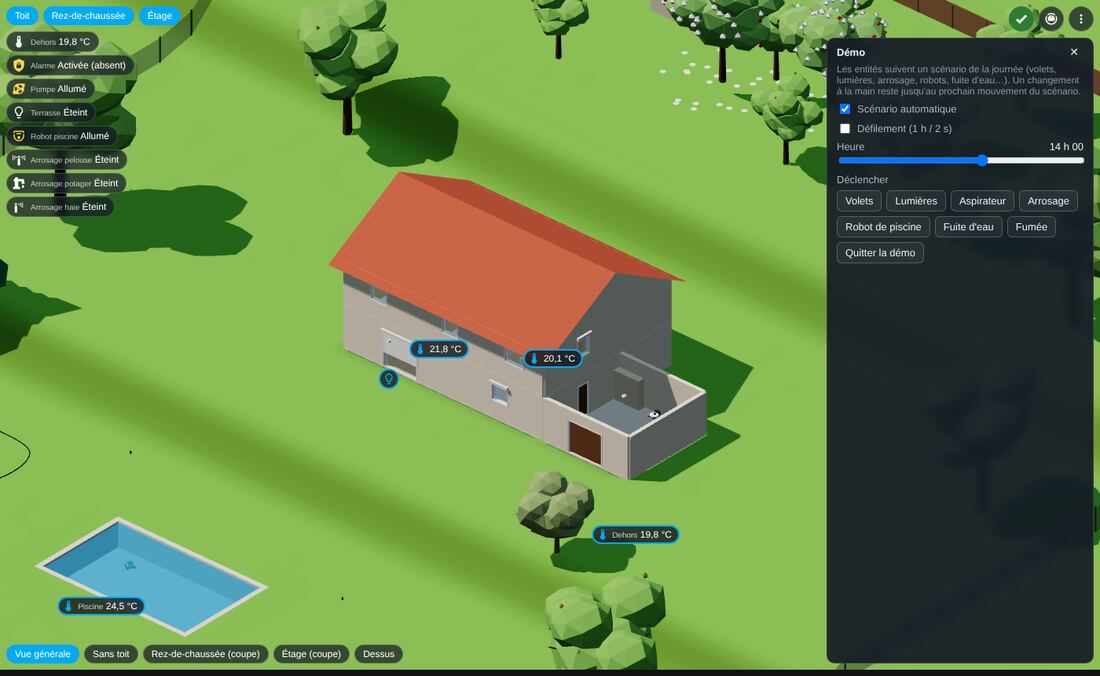 Toit
Rez-de-chaussée
Étage
Dehors 19,8 °C
Alarme Activée (absent)
Pompe Allumé
Terrasse Éteint
Robot piscine Allumé
Arrosage pelouse Éteint
Arrosage potager Éteint
Arrosage haie Éteint
21,8 °C
20,1 °C
Dehors 19,8 °C
Piscine 24,5 °C
Vue générale
Sans toit
Rez-de-chaussée (coupe)
Étage (coupe)
Dessus
Démo
Les entités suivent un scénario de la journée (volets,
lumières, arrosage, robots, fuite d'eau…). Un changement
à la main reste jusqu'au prochain mouvement du scénario.
Scénario automatique
Défilement (1 h / 2 s)
Heure 14 h 00
Déclencher
Volets
Lumières
Aspirateur
Arrosage
Robot de piscine
Fuite d'eau
Fumée
Quitter la démo